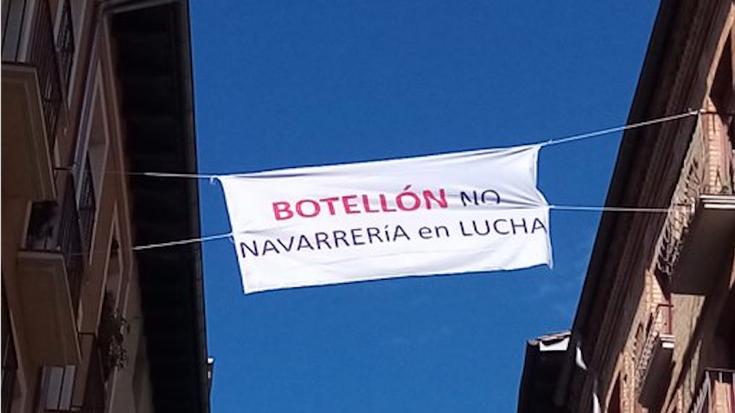 BOTELLÓN NO
NAVARRERíA en LUCHA